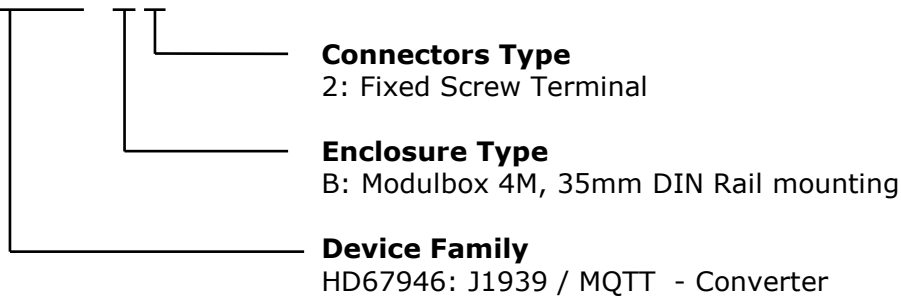 Connectors Type
2: Fixed Screw Terminal
Enclosure Type
B: Modulbox 4M, 35mm DIN Rail mounting
Device Family
HD67946: J1939 / MQTT - Converter